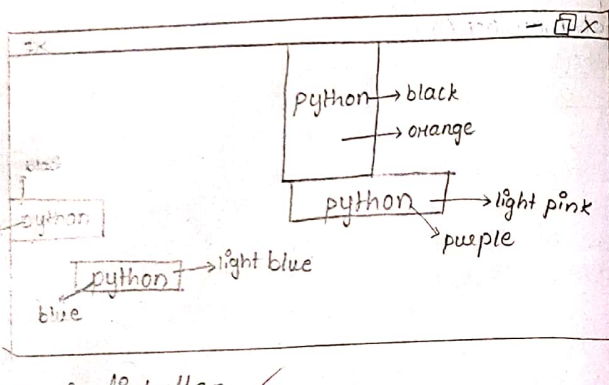 python → black
→ orange
python → light pink
purple
python
python → light blue
blue